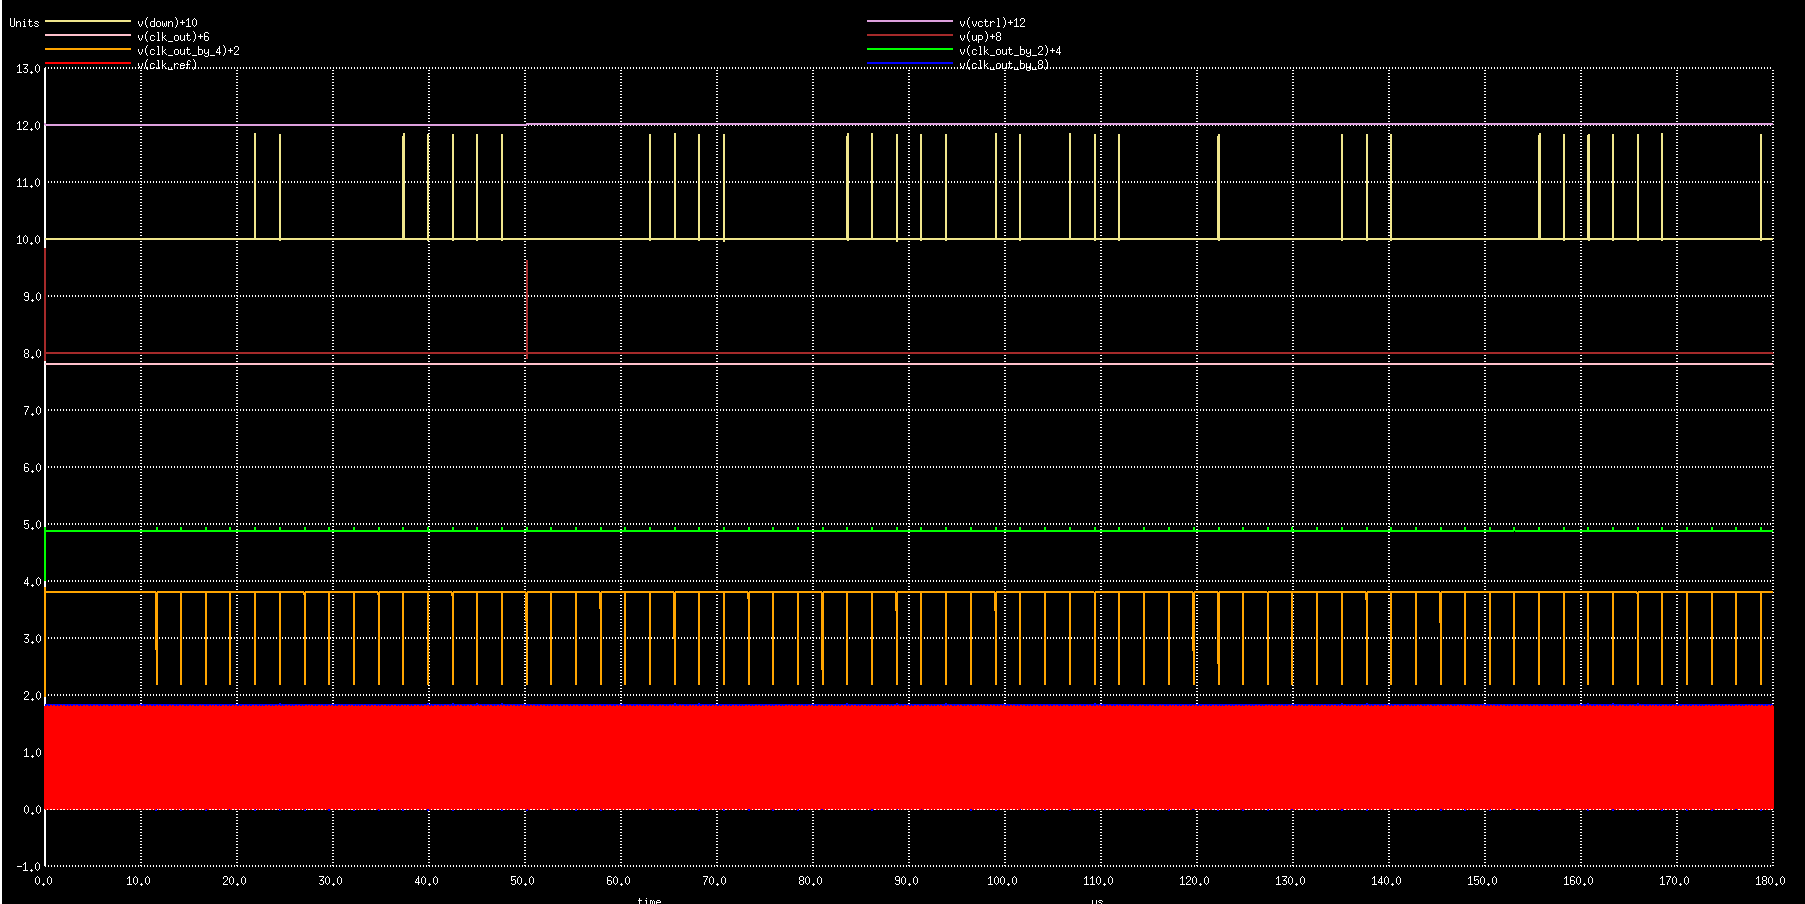 Units
v(down)+10
v(vctrl)+12
v(clk_out)+6
v(up)+8
v(clk_out_by_4)+2
v(clk_out_by_2)+4
v(clk_ref)
v(clk_out_by_8)
13.0
12.0
11.0
10.0
9.0
8.0
7.0
6.0
5.0
4.0
3.0
2.0
1.0
0.0
-1.0
0.0 10.0 20.0 30.0 40.0 50.0 60.0 70.0 80.0 90.0 100.0 110.0 120.0 130.0 140.0 150.0 160.0 170.0 180.0
time us